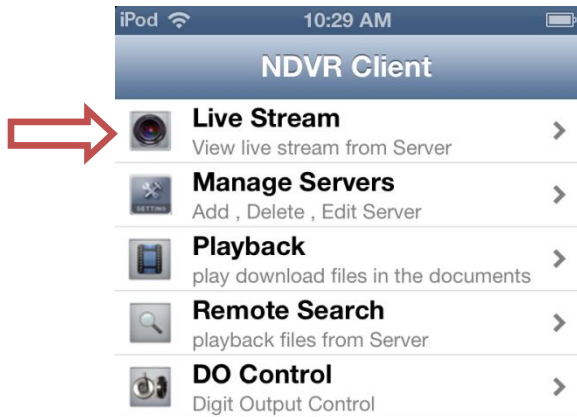 iPod 10:29 AM
NDVR Client
Live Stream
View live stream from Server
Manage Servers
SETTING
Add , Delete , Edit Server
Playback
play download files in the documents
Remote Search
playback files from Server
DO Control
Digit Output Control